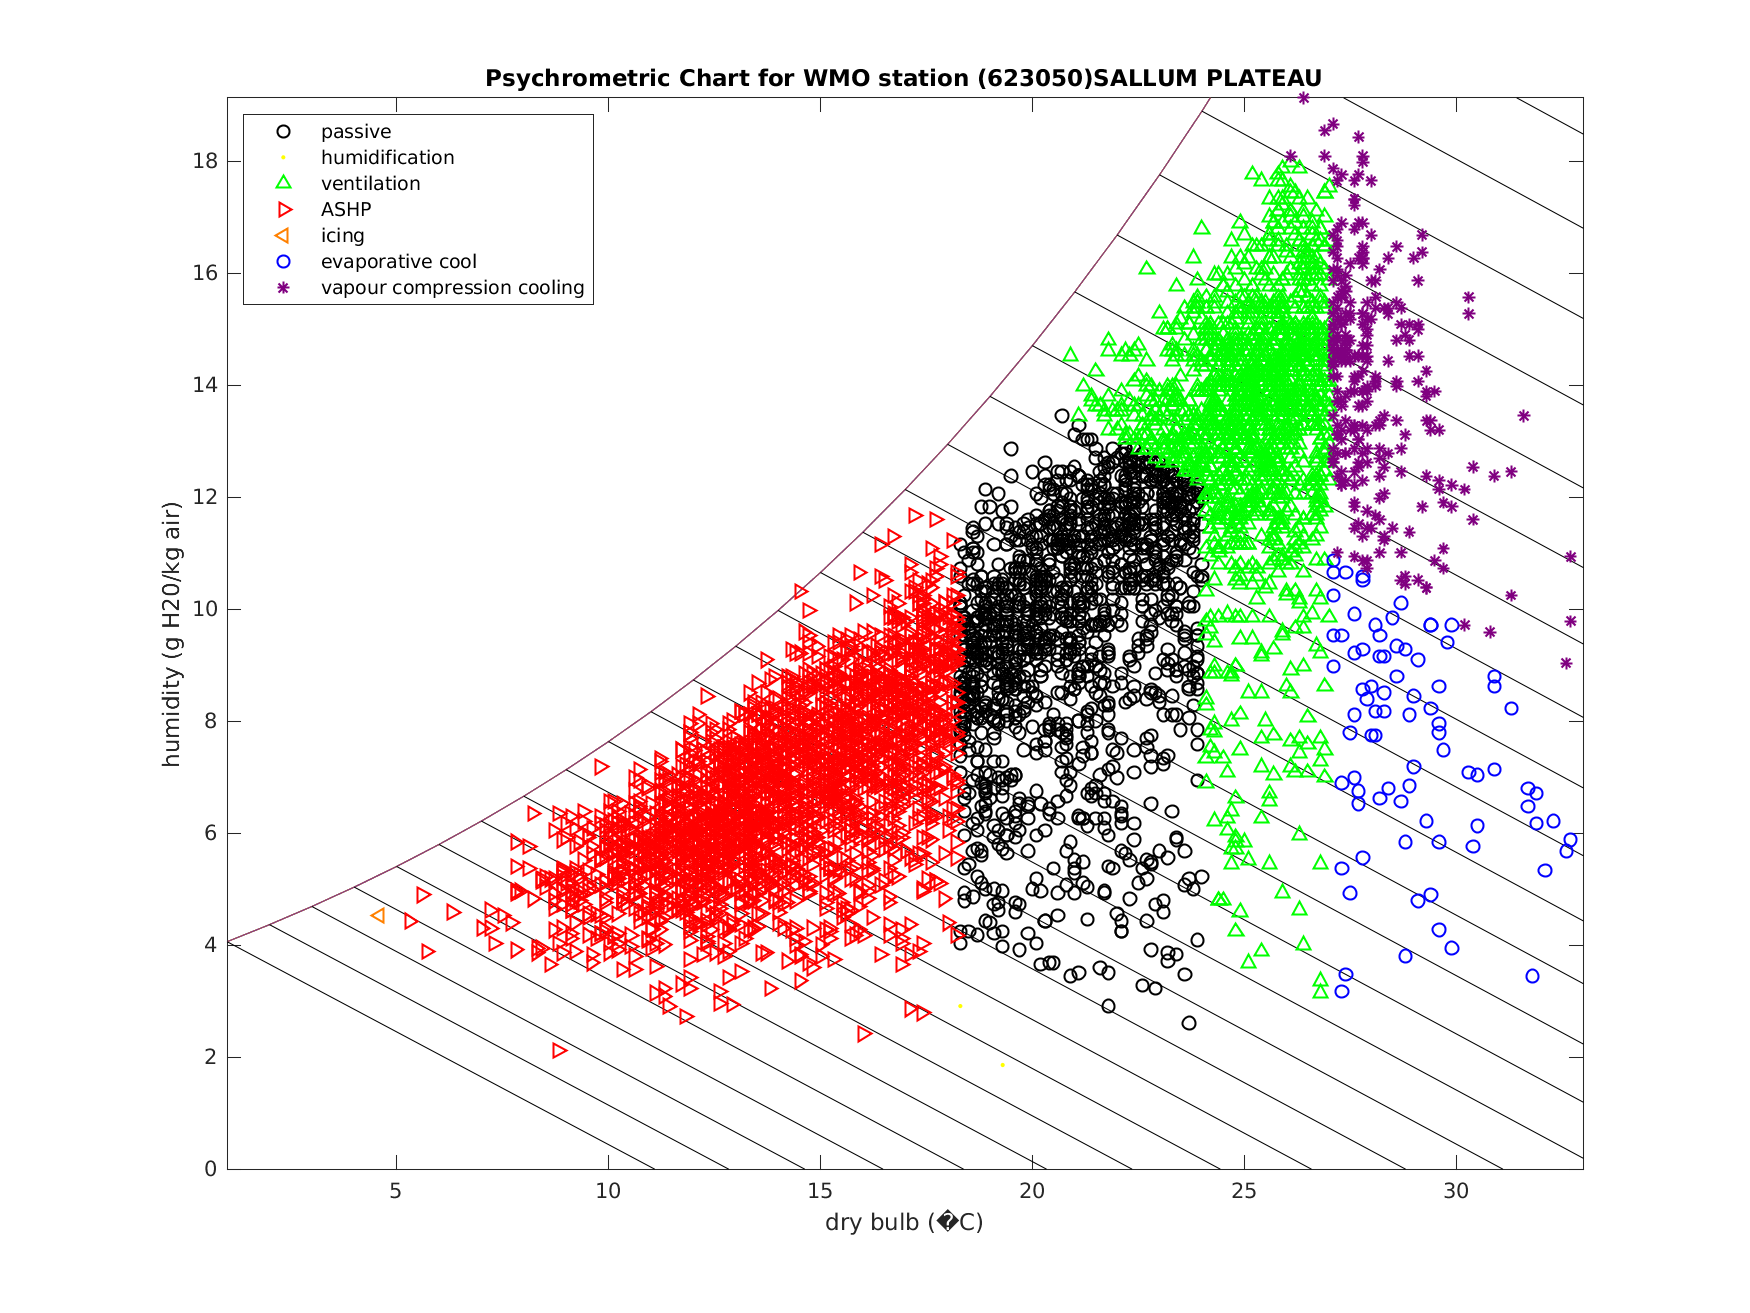 Psychrometric Chart for WMO station (623050)SALLUM PLATEAU
passive
humidification
ventilation
ASHP
icing
evaporative cool
vapour compression cooling
humidity (g H20/kg air)
18
16
14
12
10
8
6
4
2
0
5 10 15 20 25 30
dry bulb (�C)